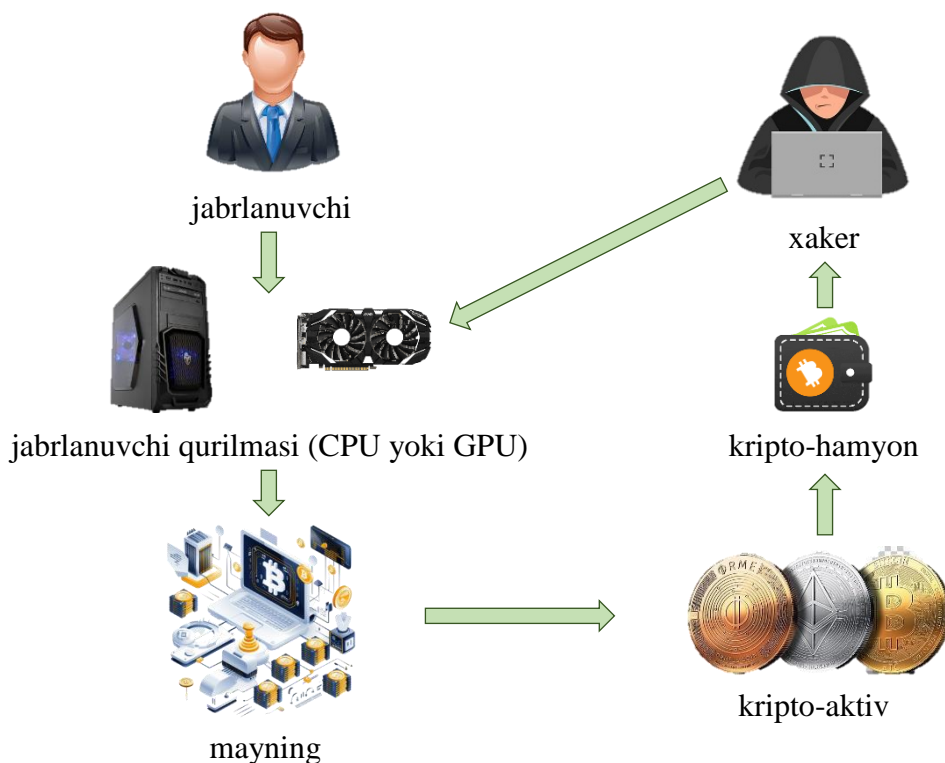 jabrlanuvchi
xaker
jabrlanuvchi qurilmasi (CPU yoki GPU)
kripto-hamyon
mayning
kripto-aktiv